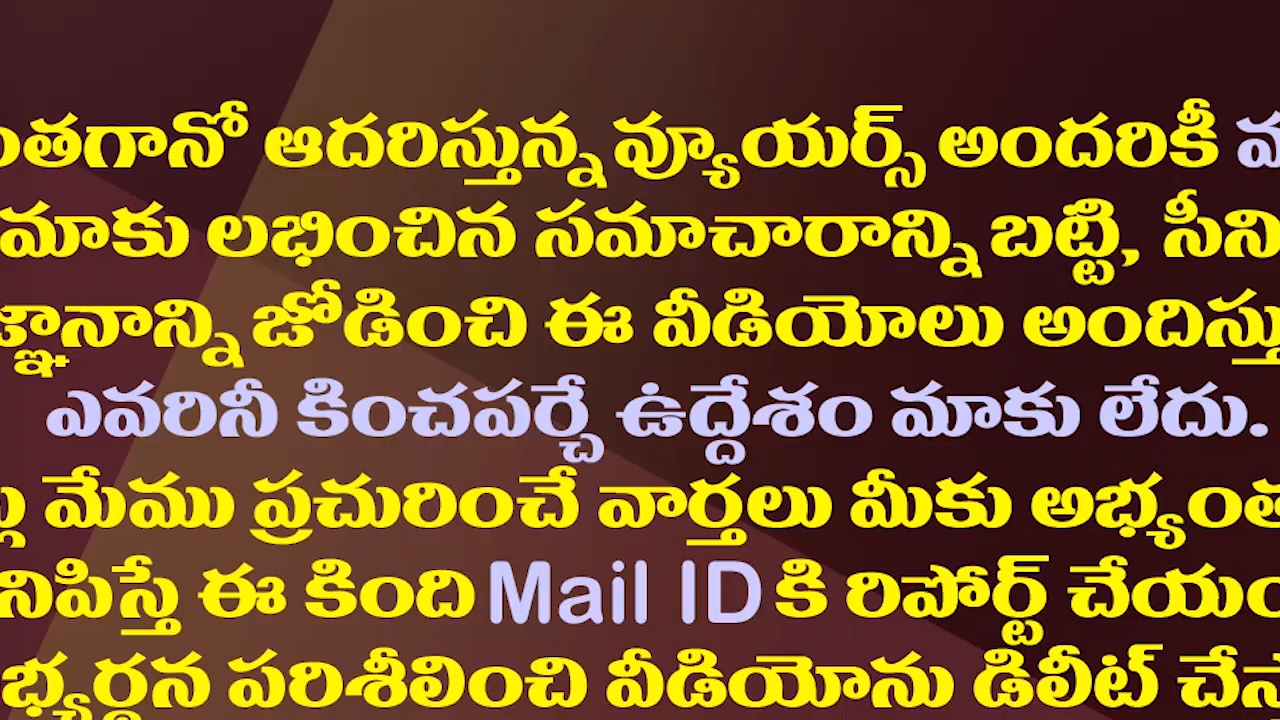 ంతగానో ఆదరిస్తున్న వ్యూయర్స్ అందరికీ
మాకు లభించిన సమాచారాన్ని బట్టి, సీని
జ్ఞానాన్ని జోడించి ఈ వీడియోలు అందిస్తు
ఎవరినీ కించపర్చే ఉద్దేశం మాకు లేదు.
మేము ప్రచురించే వార్తలు మీకు అభ్యంత
నిపిస్తే ఈ కింది Mail ID కి రిపోర్ట్ చేయం
భ్యర్థన పరిశీలించి వీడియోను డిలీట్ చేస